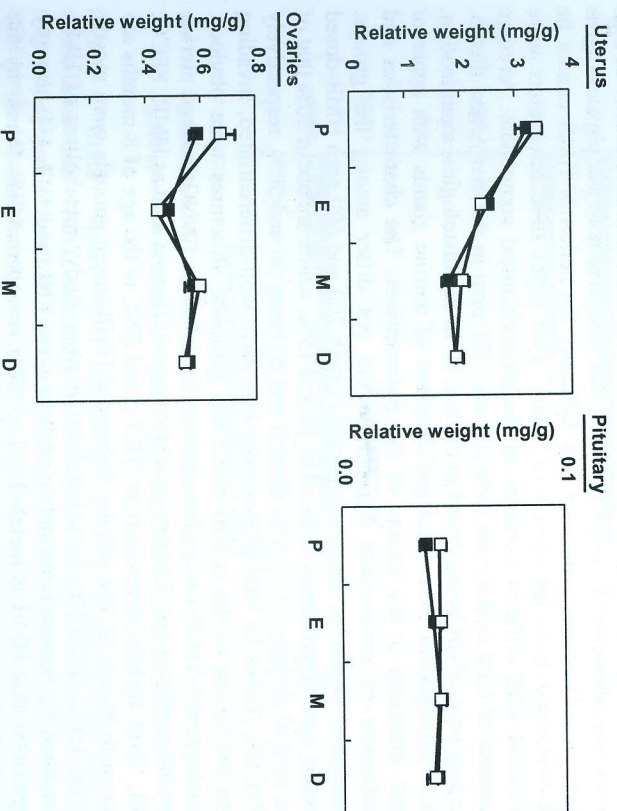 Uterus
Relative weight (mg/g)
4
3
2
1
0
P E M D
Pituitary
Relative weight (mg/g)
0.1
0.0
P E M D
Ovaries
Relative weight (mg/g)
0.8
0.6
0.4
0.2
0.0
P E M D